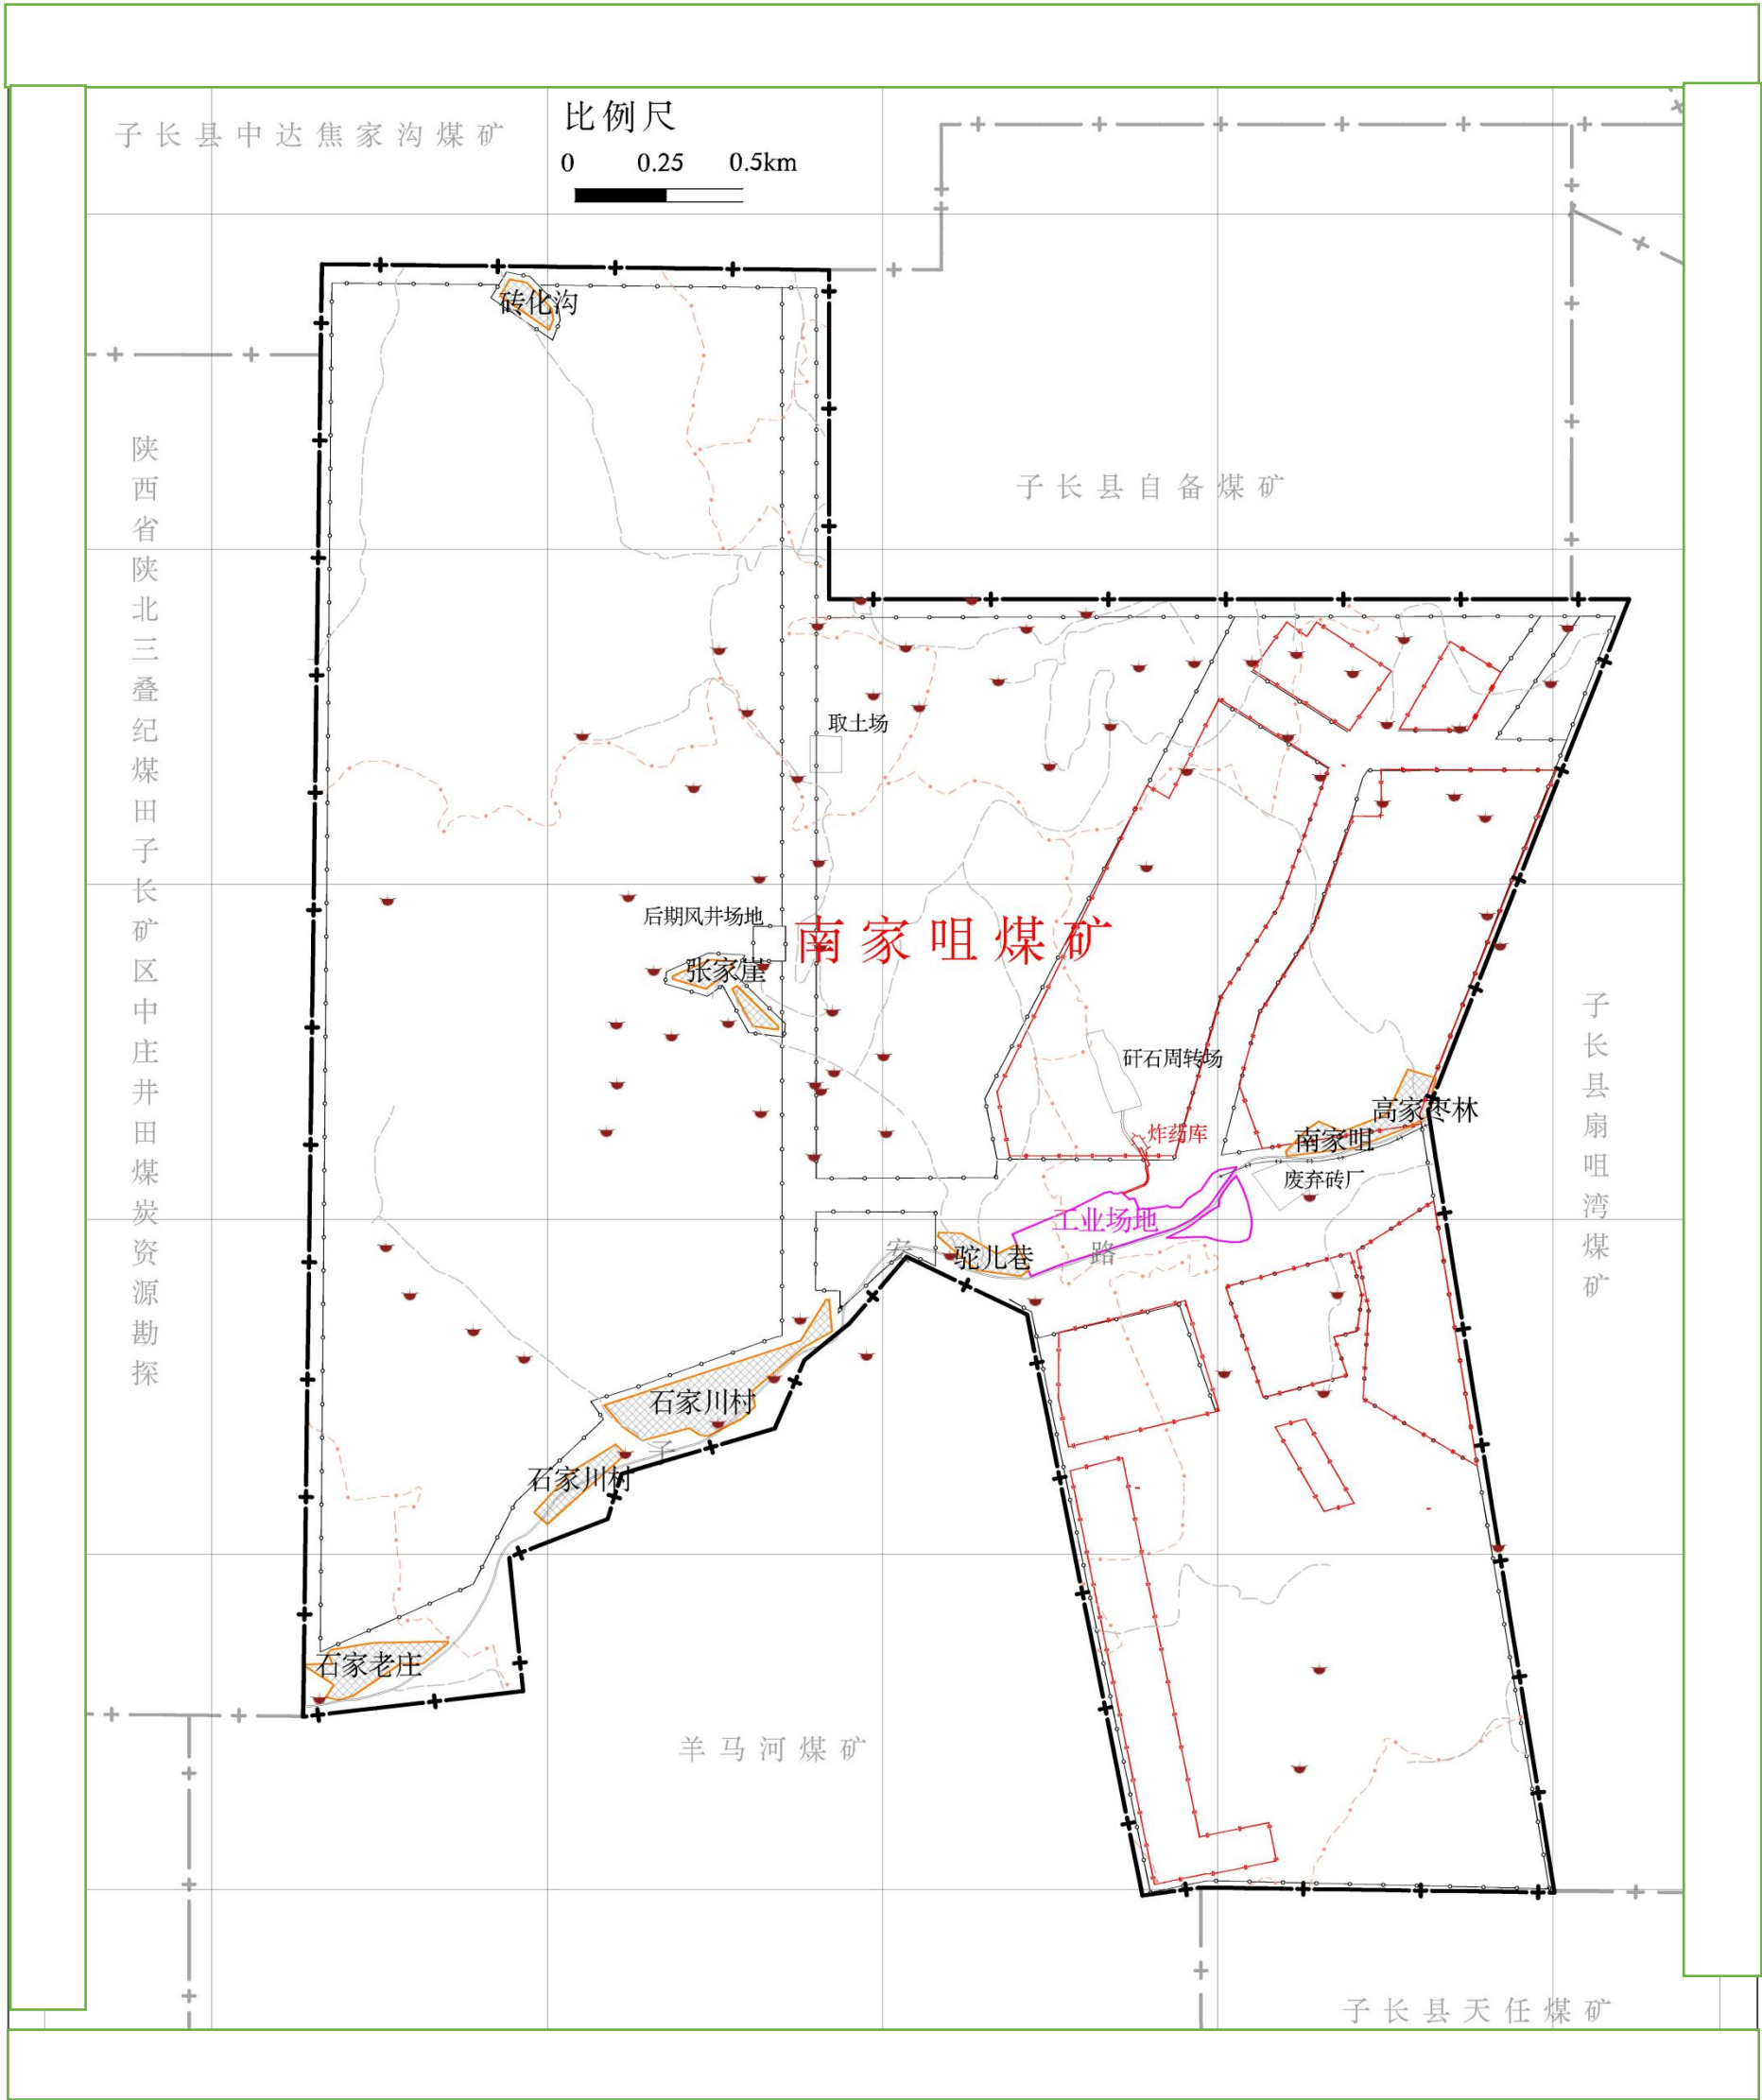 子长县中达焦家沟煤矿
比例尺
0 0.25 0.5km
砖化沟
陕西省陕北三叠纪煤田子长矿区中庄井田煤炭资源勘探
子长县自备煤矿
取土场
后期风井场地
南家咀煤矿
张家崖
子长县扇咀湾煤矿
矸石周转场
高家枣林
炸药库
南家咀
废弃砖厂
工业场地
安
驼儿巷
路
石家川村
子
石家川村
石家老庄
羊马河煤矿
子长县天任煤矿